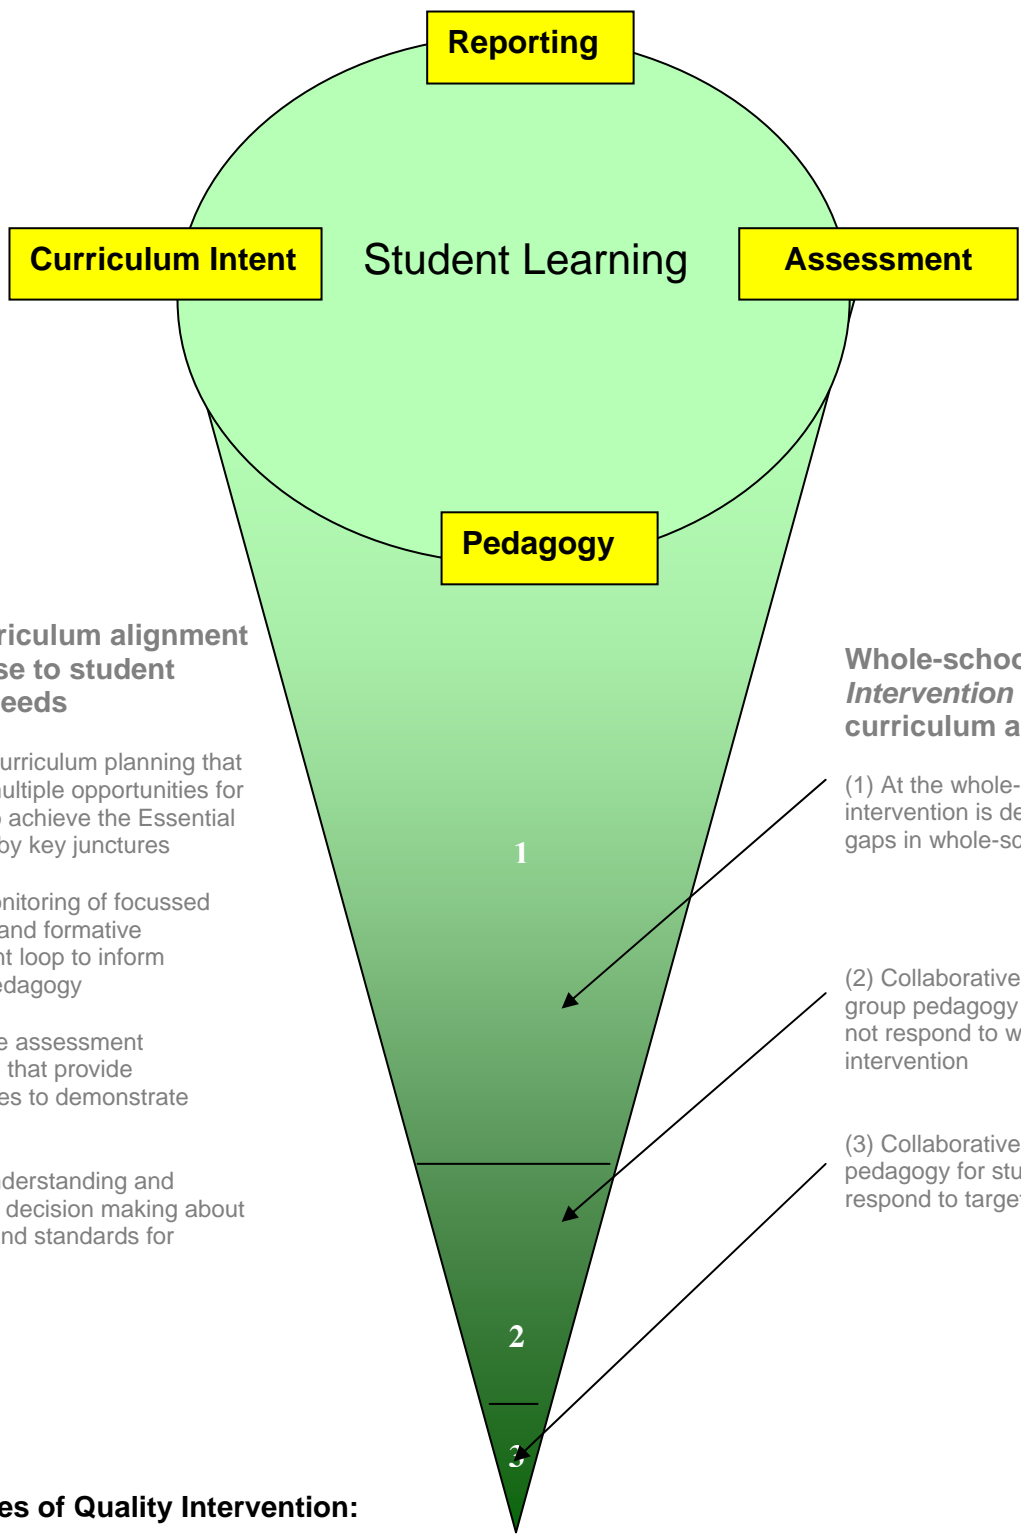 Reporting
Curriculum Intent
Student Learning
Assessment
Pedagogy
riculum alignment
se to student
eeds
urriculum planning that
ultiple opportunities for
o achieve the Essential
by key junctures
onitoring of focussed
and formative
nt loop to inform
edagogy
e assessment
that provide
es to demonstrate
nderstanding and
decision making about
nd standards for
Whole-schoo
Intervention
curriculum a
(1) At the whole-
intervention is de
gaps in whole-sc
(2) Collaborative
group pedagogy
not respond to w
intervention
(3) Collaborative
pedagogy for stu
respond to targe
1
2
3
es of Quality Intervention: